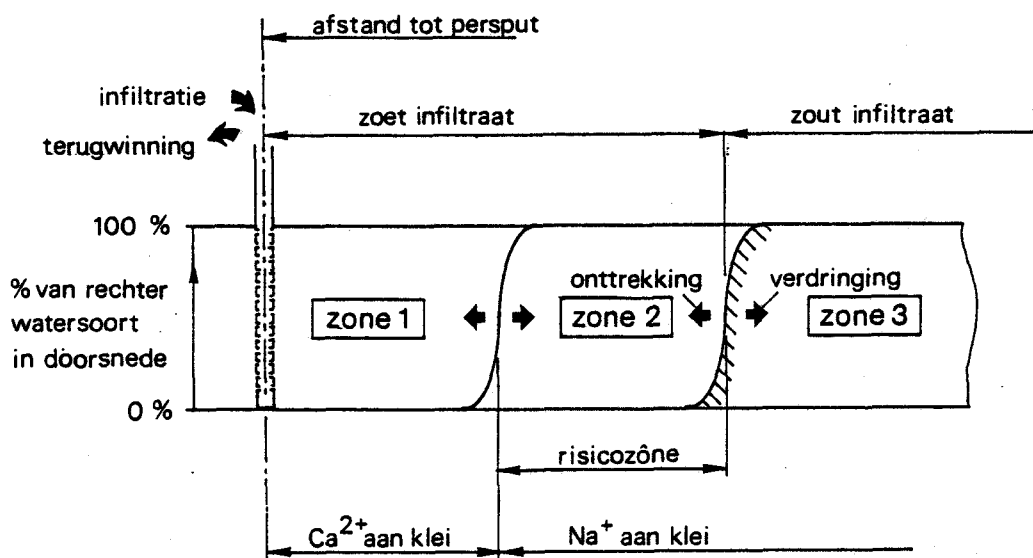 afstand tot persput
infiltratie
zoet infiltraat
zout infiltraat
terugwinning
100 %
% van rechter
watersoort
in doorsnede
0 %
onttrekking
verdringing
zone 1
zone 2
zone 3
risicozône
Ca2+ aan klei
Na+ aan klei